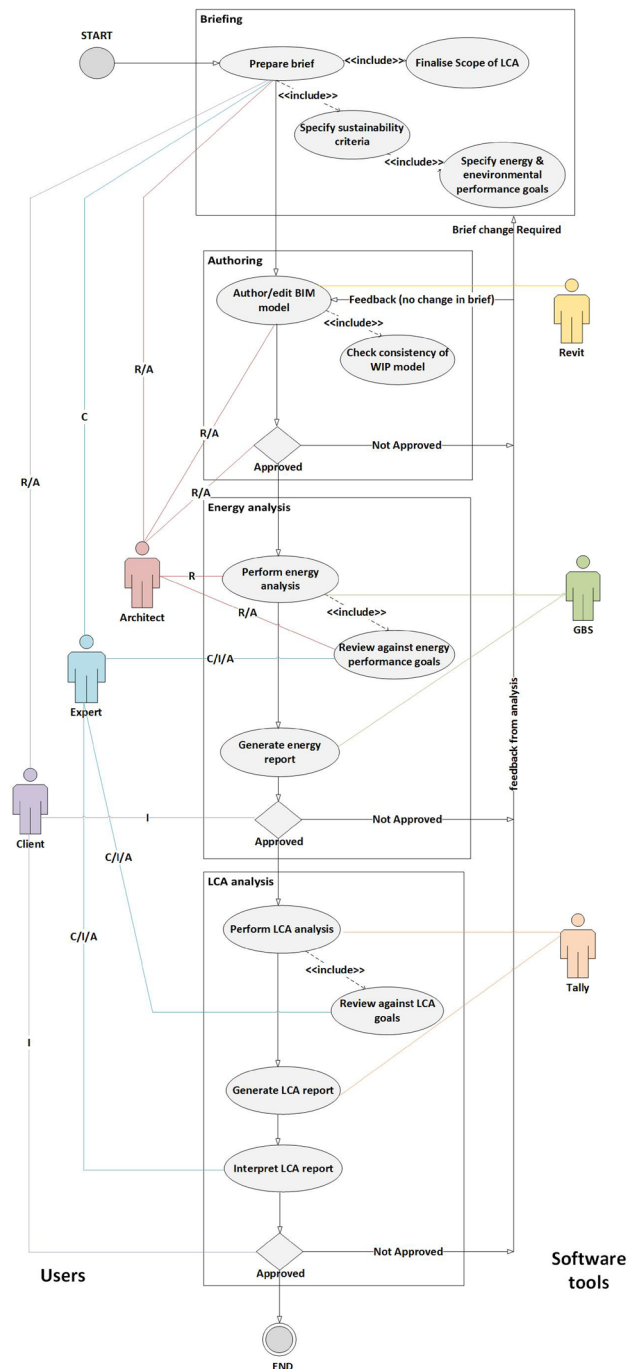 Briefing
START
Prepare brief
<<include>>
Finalise Scope of LCA
<<include>>
Specify sustainability
criteria
<<include>>
Specify energy &
enevironmental
performance goals
Brief change Required
Authoring
Author/edit BIM
model
Feedback (no change in brief)
<<include>>
Revit
Check consistency of
WIP model
R/A
C
R/A
R/A
Not Approved
Approved
R/A
R/A
Energy analysis
Architect
R
Perform energy
analysis
R/A
<<include>>
GBS
Expert
C/I/A
Review against energy
performance goals
feedback from analysis
Generate energy
report
Client
I
Not Approved
Approved
C/I/A
LCA analysis
C/I/A
Perform LCA analysis
<<include>>
Tally
Review against LCA
goals
I
Generate LCA report
Interpret LCA report
Not Approved
Approved
Users
Software
tools
END